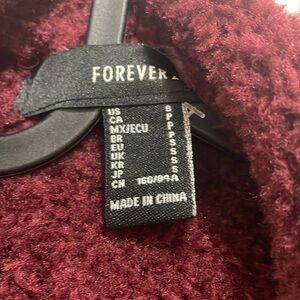 FOREVER 2
US S
CA P
MX/ECU P
BR P
EU S
UK S
KR S
JP S
CN 160/84A
MADE IN CHINA